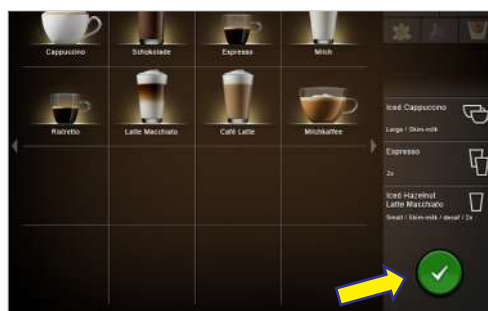 Cappuccino
Schokolade
Espresso
Milch
Ristretto
Latte Macchiato
Café Latte
Milchkaffee
Iced Cappuccino
Large / Skim-milk
Espresso
2x
Iced Hazelnut
Latte Macchiato
Small / Skim-milk / decaf / 2x